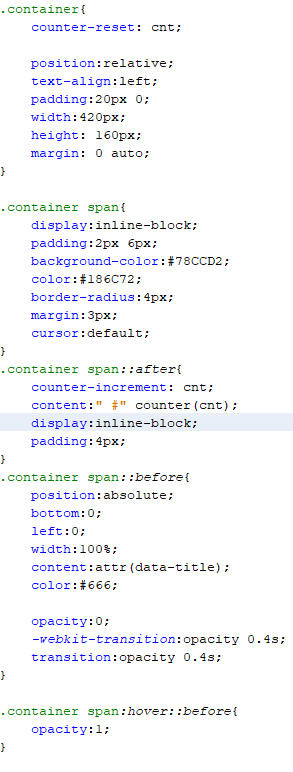 .container{
    counter-reset: cnt;

    position:relative;
    text-align:left;
    padding:20px 0;
    width:420px;
    height: 160px;
    margin: 0 auto;
}

.container span{
    display:inline-block;
    padding:2px 6px;
    background-color:#78CCD2;
    color:#186C72;
    border-radius:4px;
    margin:3px;
    cursor:default;
}
.container span::after{
    counter-increment: cnt;
    content:" #" counter(cnt);
    display:inline-block;
    padding:4px;
}
.container span::before{
    position:absolute;
    bottom:0;
    left:0;
    width:100%;
    content:attr(data-title);
    color:#666;

    opacity:0;
    -webkit-transition:opacity 0.4s;
    transition:opacity 0.4s;
}

.container span:hover::before{
    opacity:1;
}